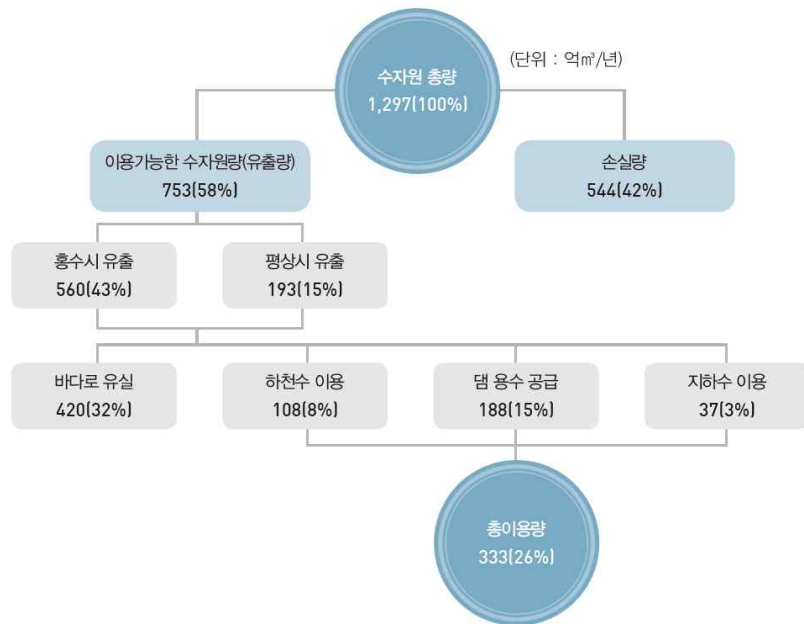 수자원 총량
1,297(100%)
(단위 : 억㎥/년)
이용가능한 수자원량(유출량)
753(58%)
손실량
544(42%)
홍수시 유출
560(43%)
평상시 유출
193(15%)
바다로 유실
420(32%)
하천수 이용
108(8%)
댐 용수 공급
188(15%)
지하수 이용
37(3%)
총이용량
333(26%)